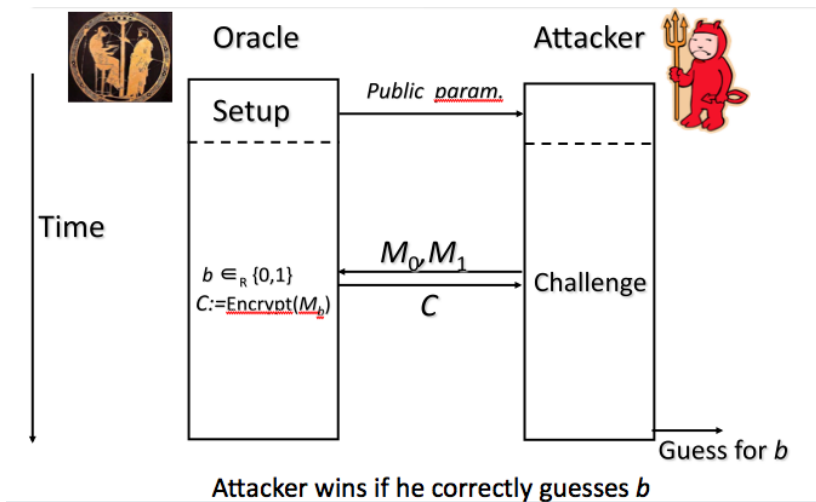 Oracle
Attacker
Public param.
Setup
Time
M₀,M₁
b ∈R {0,1}
Challenge
C:=Encrypt(Mb)
C
Guess for b
Attacker wins if he correctly guesses b